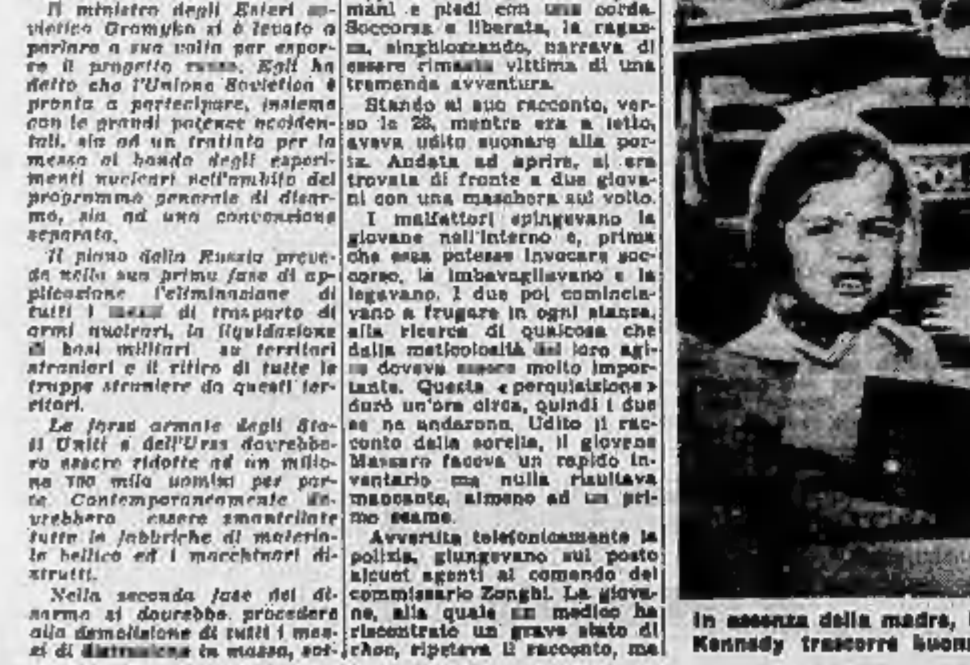 Il ministro degli Esteri so-
vietico Gromyko si è levato a
parlare a sua volta per espor-
re il progetto russo. Egli ha
detto che l'Unione Sovietica è
pronta a partecipare, insieme
con le grandi potenze occiden-
tali, sia ad un trattato per la
messa al bando degli esperi-
menti nucleari nell'ambito del
programma generale di disar-
mo, sia ad una convenzione
separata.
Il piano della Russia preve-
de nella sua prima fase di ap-
plicazione l'eliminazione di
tutti i mezzi di trasporto di
armi nucleari, la liquidazione
di basi militari su territori
stranieri e il ritiro di tutte le
truppe straniere da questi ter-
ritori.
Le forze armate degli Sta-
ti Uniti e dell'Urss dovrebbe-
ro essere ridotte ad un milio-
ne 700 mila uomini per par-
te. Contemporaneamente do-
vrebbero essere smantellate
tutte le fabbriche di materia-
le bellico ed i macchinari di-
strutti.
Nella seconda fase del di-
sarmo si dovrebbe procedere
alla demolizione di tutti i mez-
zi di distruzione in massa,
mani e piedi con una corda.
Soccorsa e liberata, la ragaz-
za, singhiozzando, narrava di
essere rimasta vittima di una
tremenda avventura.
Stando al suo racconto, ver-
so le 23, mentre era a letto,
aveva udito suonare alla por-
ta. Andata ad aprire, si era
trovata di fronte a due giova-
ni con una maschera sul volto.
I malfattori spingevano la
giovane nell'interno e, prima
che essa potesse invocare soc-
corso, la imbavagliavano e la
legavano. I due poi comincia-
vano a frugare in ogni stanza,
alla ricerca di qualcosa che
dalla meticolosità del loro agi-
re doveva essere molto impor-
tante. Questa « perquisizione »
durò un'ora circa, quindi i due
se ne andarono. Udito il rac-
conto della sorella, il giovane
Massaro faceva un rapido in-
ventario ma nulla risultava
mancante, almeno ad un pri-
mo esame.
Avvertita telefonicamente la
polizia, giungevano sul posto
alcuni agenti al comando del
commissario Zonghi. La giova-
ne, alla quale un medico ha
riscontrato un grave stato di
choc, ripeteva il racconto, ma
In assenza della madre,
Kennedy trascorre